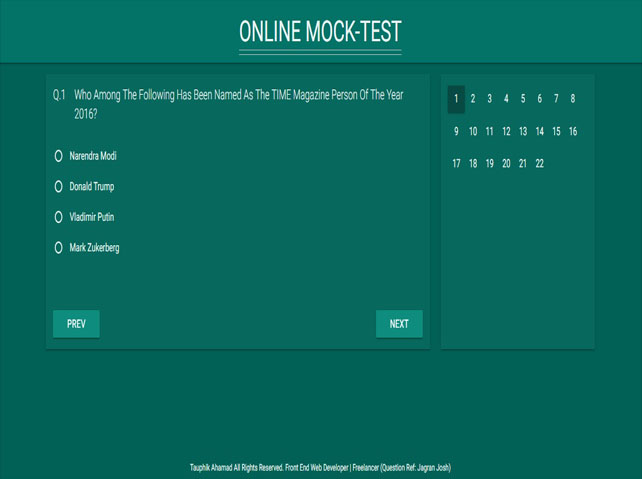 ONLINE MOCK-TEST
Q.1 Who Among The Following Has Been Named As The TIME Magazine Person Of The Year
2016?
Narendra Modi
Donald Trump
Vladimir Putin
Mark Zukerberg
PREV NEXT
1 2 3 4 5 6 7 8
9 10 11 12 13 14 15 16
17 18 19 20 21 22
Tauphik Ahamad All Rights Reserved. Front End Web Developer | Freelancer (Question Ref: Jagran Josh)